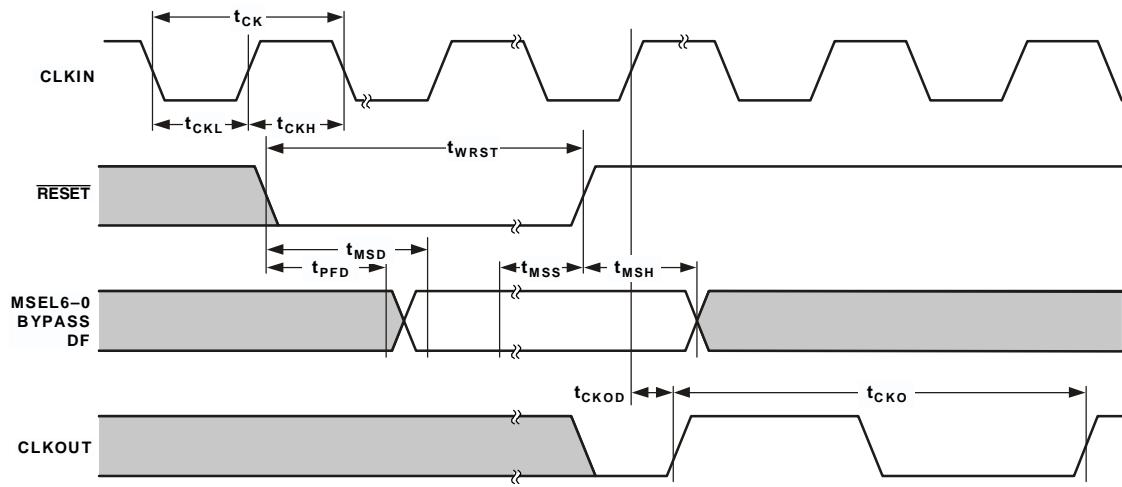 tCK
CLKIN
tCKL
tCKH
tWRST
RESET
tMSD
tPFD
tMSS
tMSH
MSEL6–0
BYPASS
DF
tCKOD
tCKO
CLKOUT